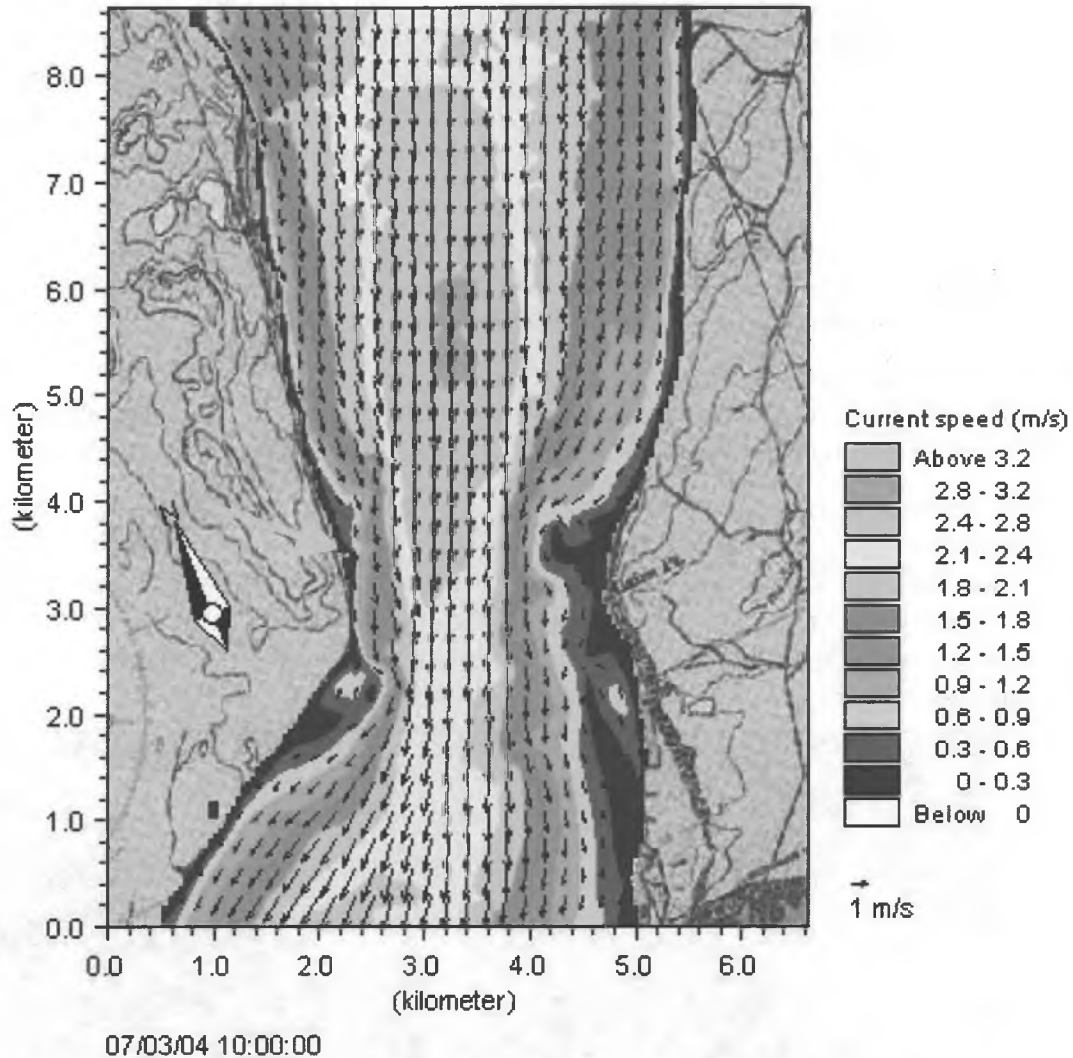 8.0
7.0
6.0
5.0
4.0
3.0
2.0
1.0
0.0
(kilometer)
0.0 1.0 2.0 3.0 4.0 5.0 6.0
(kilometer)
07/03/04 10:00:00
Current speed (m/s)
Above 3.2
2.8 - 3.2
2.4 - 2.8
2.1 - 2.4
1.8 - 2.1
1.5 - 1.8
1.2 - 1.5
0.9 - 1.2
0.6 - 0.9
0.3 - 0.6
0 - 0.3
Below 0
1 m/s